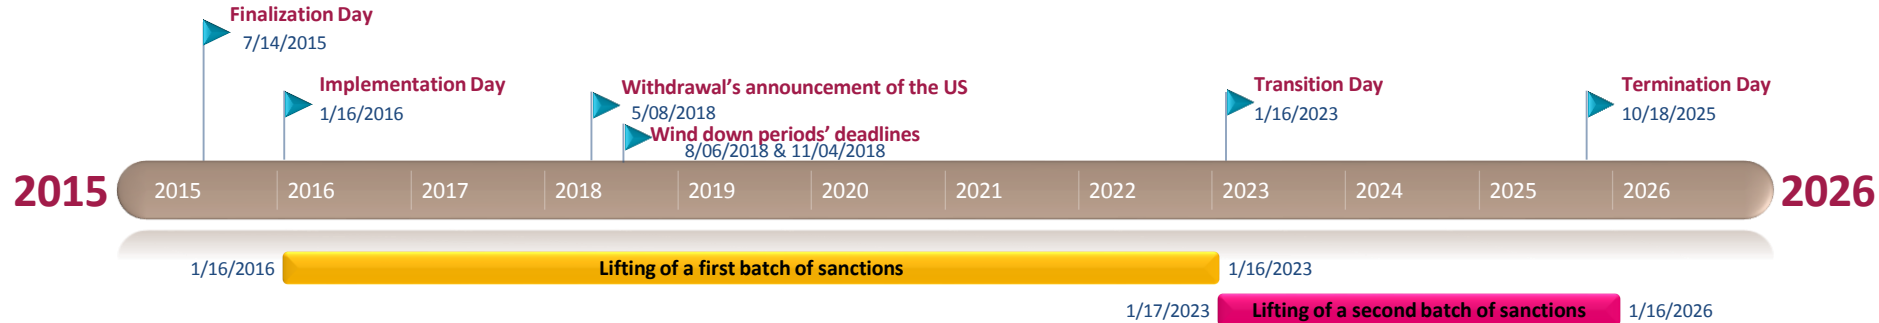 Finalization Day
7/14/2015
Implementation Day
1/16/2016
Withdrawal's announcement of the US
5/08/2018
Wind down periods' deadlines
8/06/2018 & 11/04/2018
Transition Day
1/16/2023
Termination Day
10/18/2025
2015 2015 2016 2017 2018 2019 2020 2021 2022 2023 2024 2025 2026 2026
1/16/2016 Lifting of a first batch of sanctions 1/16/2023
1/17/2023 Lifting of a second batch of sanctions 1/16/2026